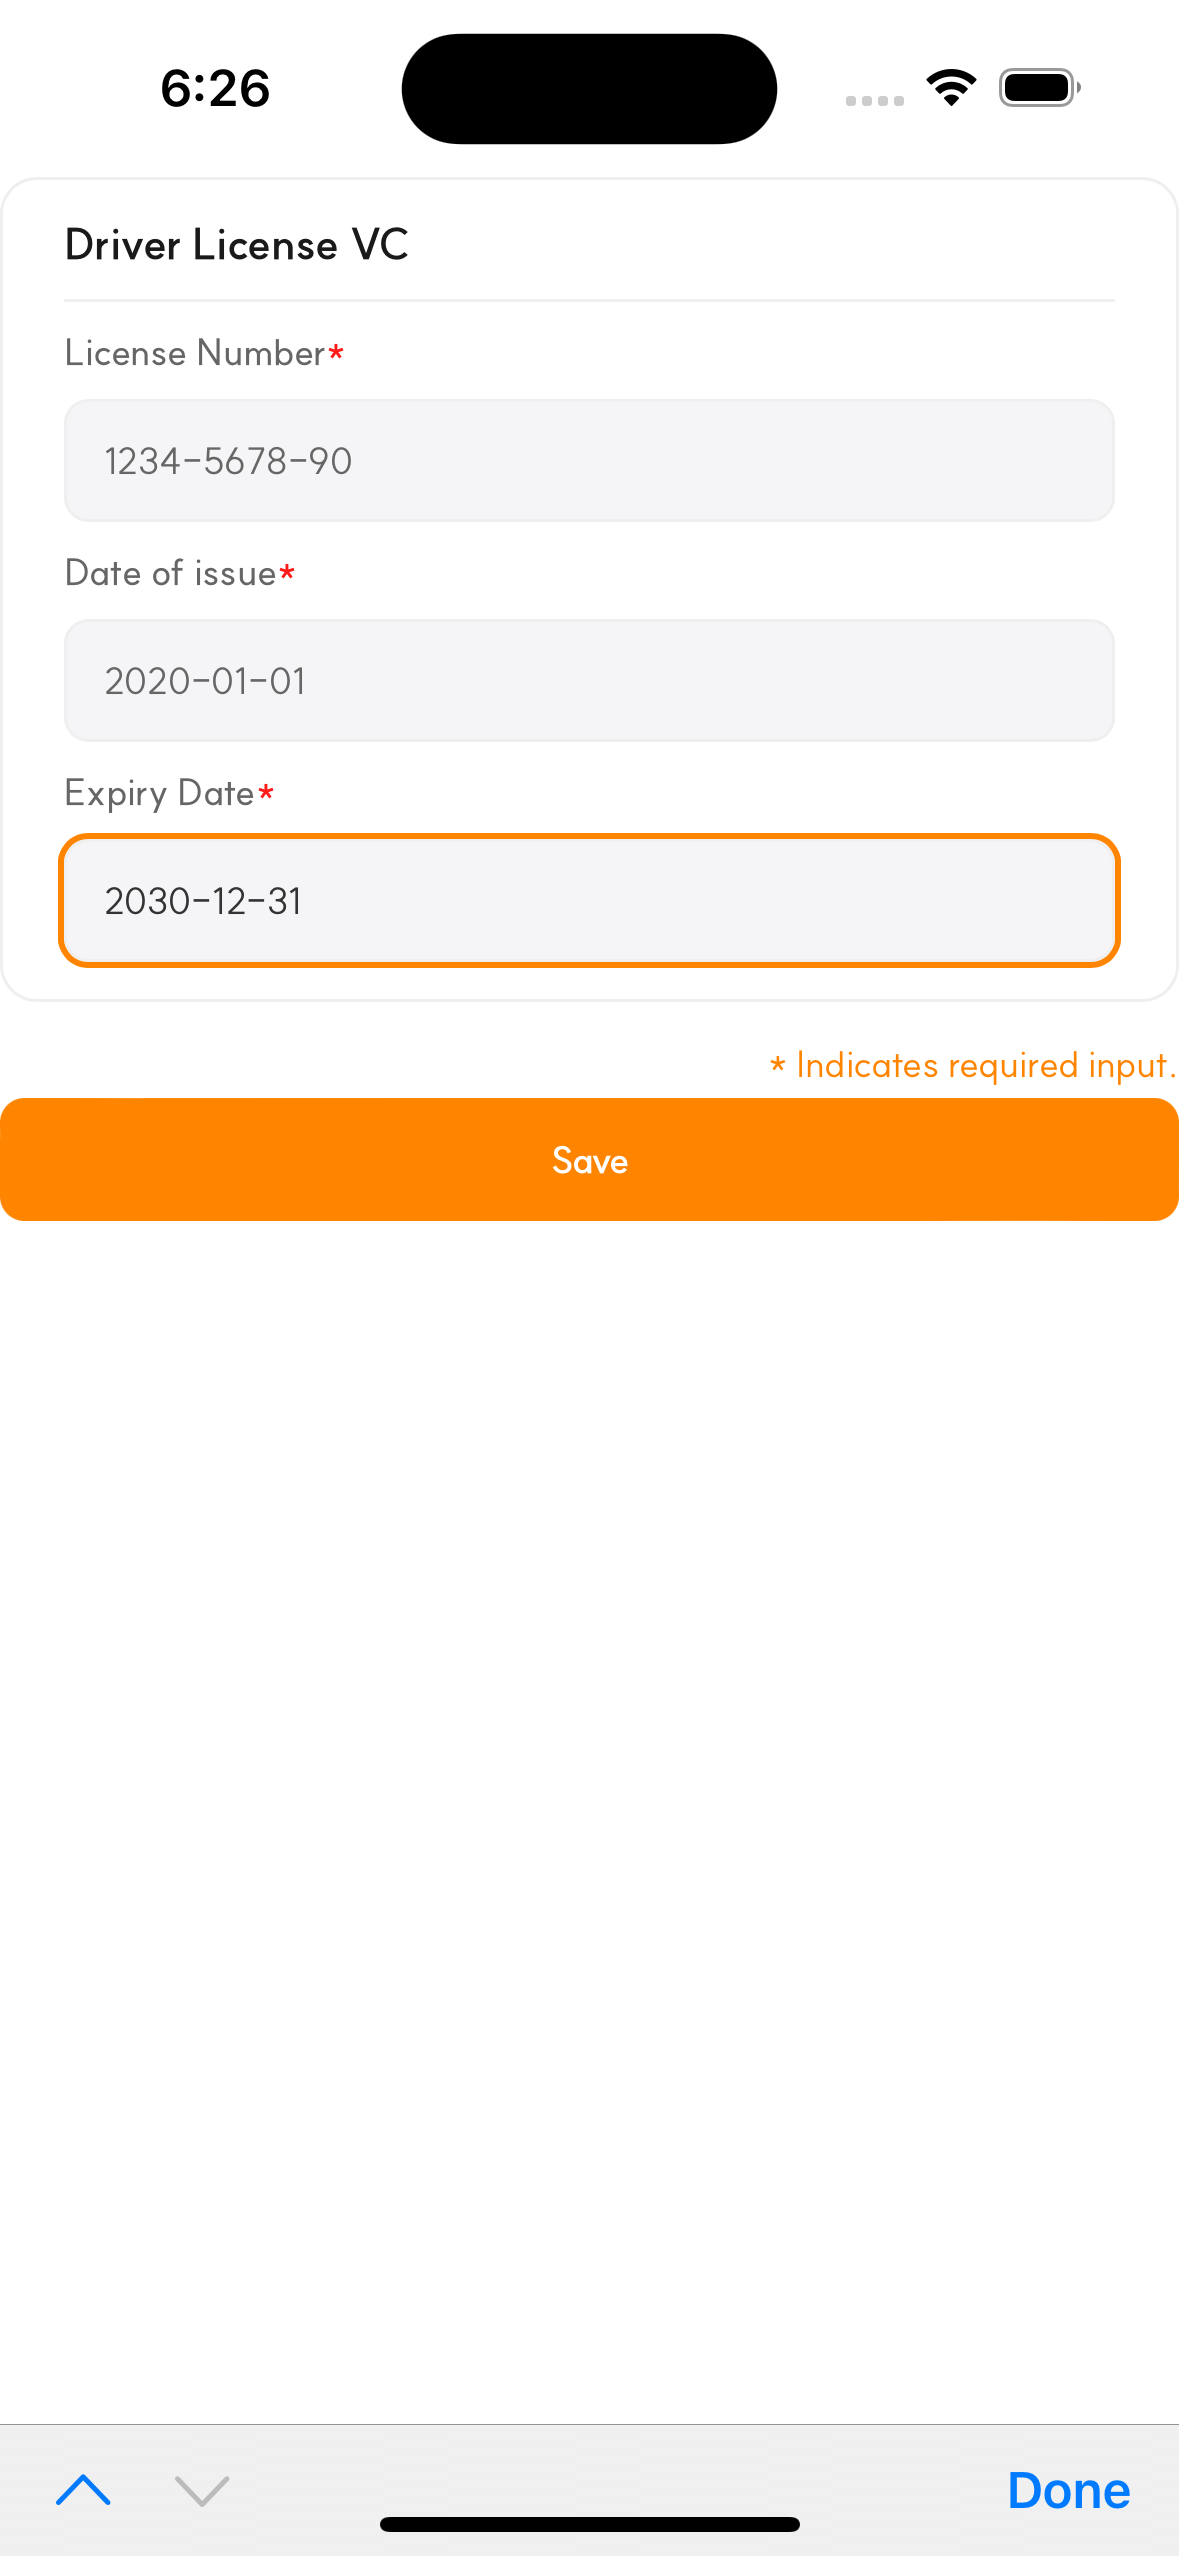 6:26
Driver License VC
License Number*
1234-5678-90
Date of issue*
2020-01-01
Expiry Date*
2030-12-31
* Indicates required input.
Save
Done